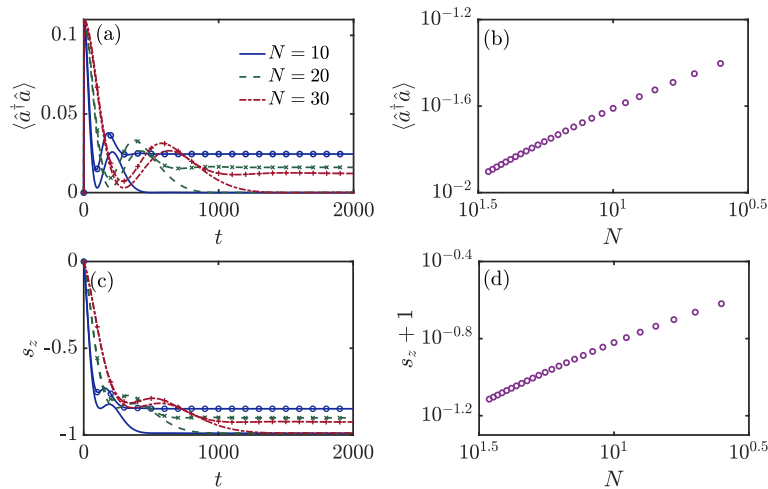 (a)
0.1
0.05
0
⟨â†â⟩
N = 10
N = 20
N = 30
0 1000 2000
t
(b)
10^{-1.2}
10^{-1.6}
10^{-2}
⟨â†â⟩
10^{1.5} 10^{1} 10^{0.5}
N
(c)
0
-0.5
-1
s_z
0 1000 2000
t
(d)
10^{-0.4}
10^{-0.8}
10^{-1.2}
s_z + 1
10^{1.5} 10^{1} 10^{0.5}
N